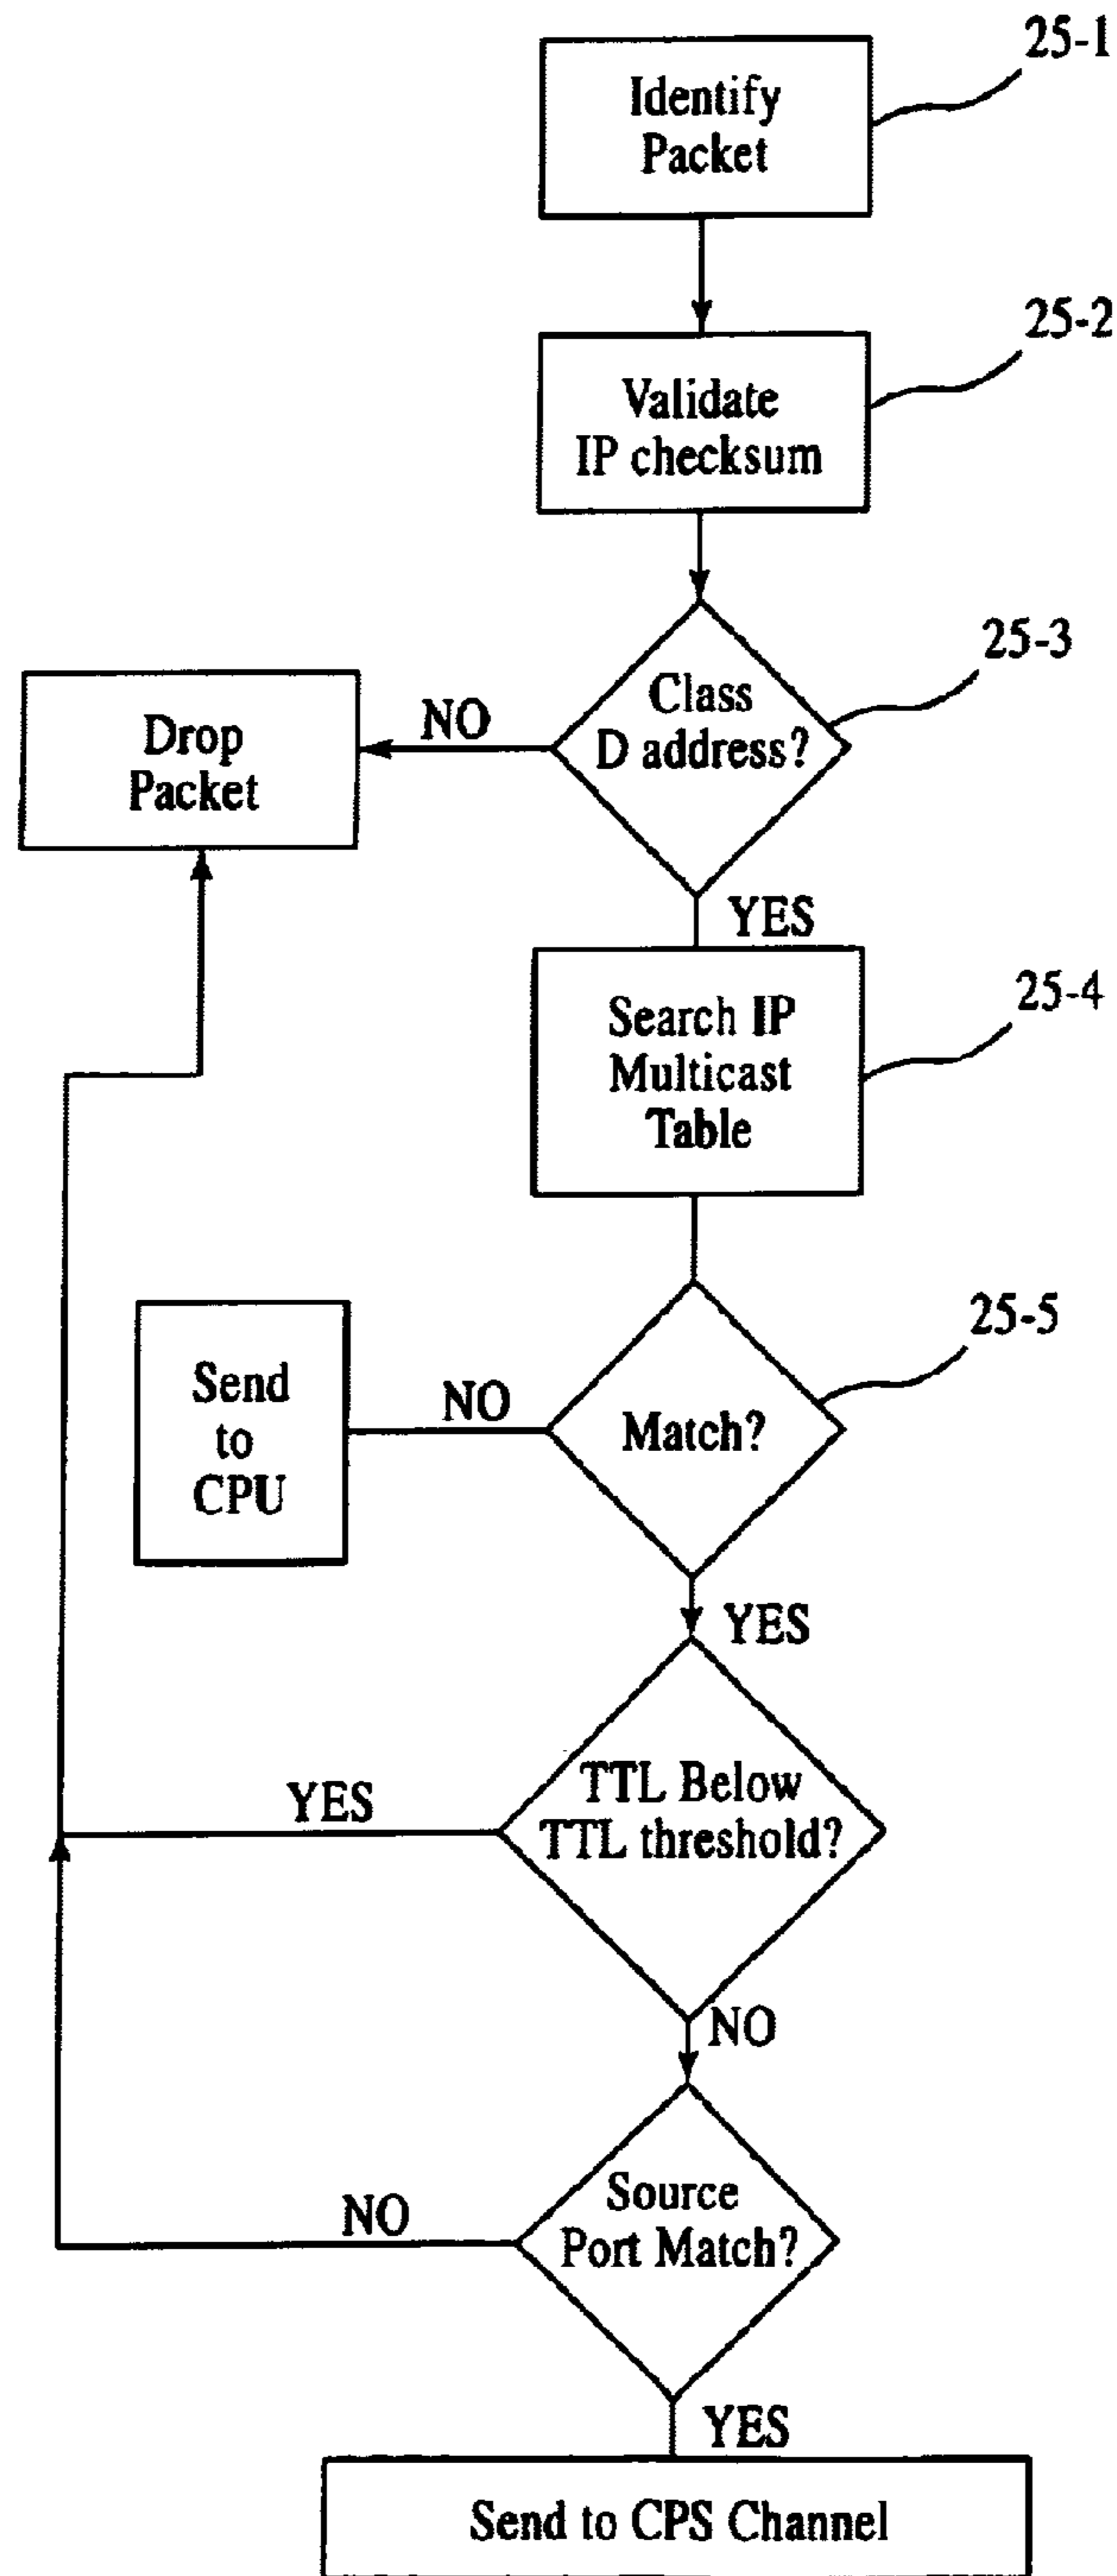 25-1
Identify
Packet
25-2
Validate
IP checksum
25-3
Class
D address?
NO
Drop
Packet
YES
25-4
Search IP
Multicast
Table
25-5
Match?
NO
Send
to
CPU
YES
TTL Below
TTL threshold?
YES
NO
Source
Port Match?
NO
YES
Send to CPS Channel